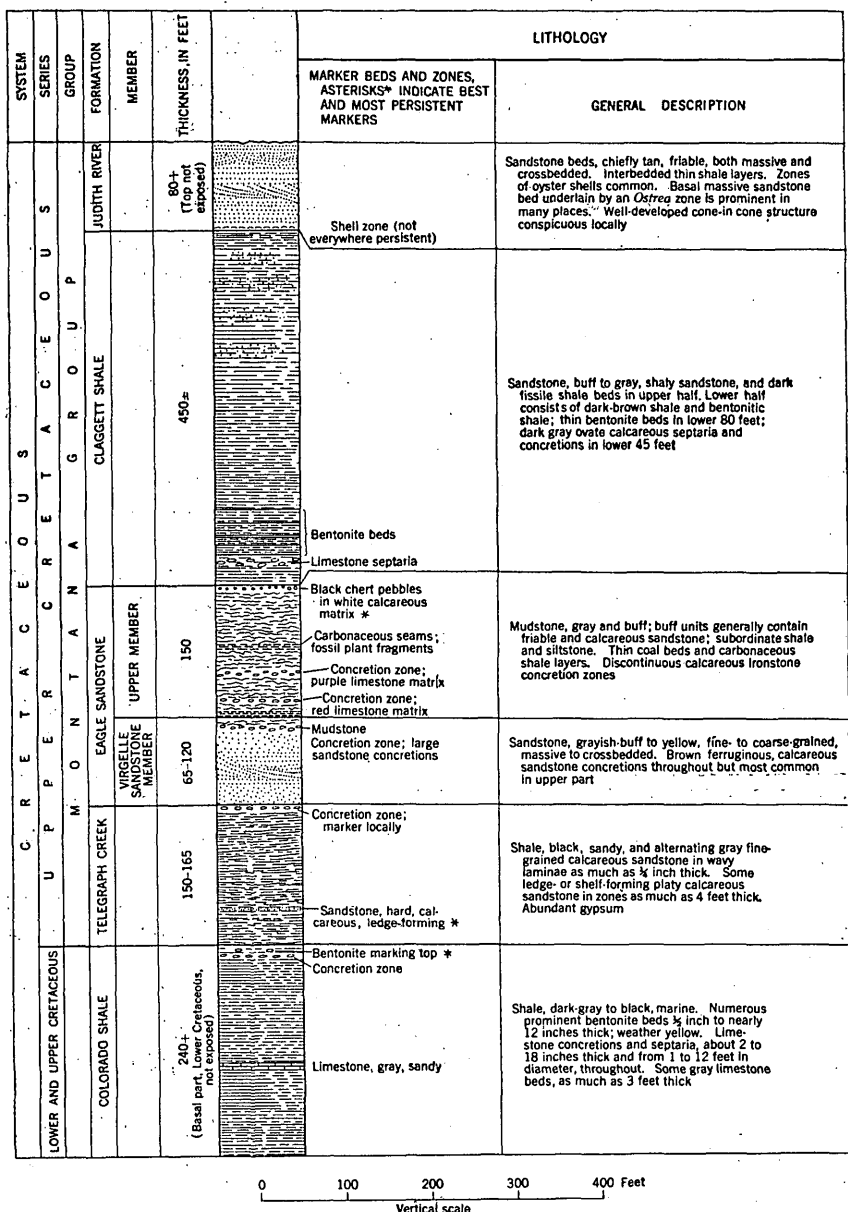 SYSTEM
SERIES
GROUP
FORMATION
MEMBER
THICKNESS, IN FEET
LITHOLOGY
MARKER BEDS AND ZONES,
ASTERISKS* INDICATE BEST
AND MOST PERSISTENT
MARKERS
GENERAL DESCRIPTION
CRETACEOUS
UPPER CRETACEOUS
MONTANA GROUP
JUDITH RIVER
80+
(Top not
exposed)
Shell zone (not
everywhere persistent)
Sandstone beds, chiefly tan, friable, both massive and
crossbedded. Interbedded thin shale layers. Zones
of oyster shells common. Basal massive sandstone
bed underlain by an Ostrea zone is prominent in
many places. Well-developed cone-in cone structure
conspicuous locally
CLAGGETT SHALE
450±
Bentonite beds
Limestone septaria
Sandstone, buff to gray, shaly sandstone, and dark
fissile shale beds in upper half. Lower half
consists of dark-brown shale and bentonitic
shale; thin bentonite beds in lower 80 feet;
dark gray ovate calcareous septaria and
concretions in lower 45 feet
EAGLE SANDSTONE
UPPER MEMBER
150
Black chert pebbles
in white calcareous
matrix *
Carbonaceous seams;
fossil plant fragments
Concretion zone;
purple limestone matrix
Concretion zone;
red limestone matrix
Mudstone, gray and buff; buff units generally contain
friable and calcareous sandstone; subordinate shale
and siltstone. Thin coal beds and carbonaceous
shale layers. Discontinuous calcareous ironstone
concretion zones
VIRGELLE
SANDSTONE
MEMBER
65-120
Mudstone
Concretion zone; large
sandstone concretions
Sandstone, grayish-buff to yellow, fine- to coarse-grained,
massive to crossbedded. Brown ferruginous, calcareous
sandstone concretions throughout but most common
in upper part
TELEGRAPH CREEK
150-165
Concretion zone;
marker locally
Sandstone, hard, cal-
careous, ledge-forming *
Shale, black, sandy, and alternating gray fine-
grained calcareous sandstone in wavy
laminae as much as inch thick. Some
ledge- or shelf-forming platy calcareous
sandstone in zones as much as 4 feet thick.
Abundant gypsum
LOWER AND UPPER CRETACEOUS
COLORADO SHALE
240+
(Basal part, Lower Cretaceous,
not exposed)
Bentonite marking top *
Concretion zone
Limestone, gray, sandy
Shale, dark-gray to black, marine. Numerous
prominent bentonite beds inch to nearly
12 inches thick; weather yellow. Lime-
stone concretions and septaria, about 2 to
18 inches thick and from 1 to 12 feet in
diameter, throughout. Some gray limestone
beds, as much as 3 feet thick
0 100 200 300 400 Feet
Vertical scale